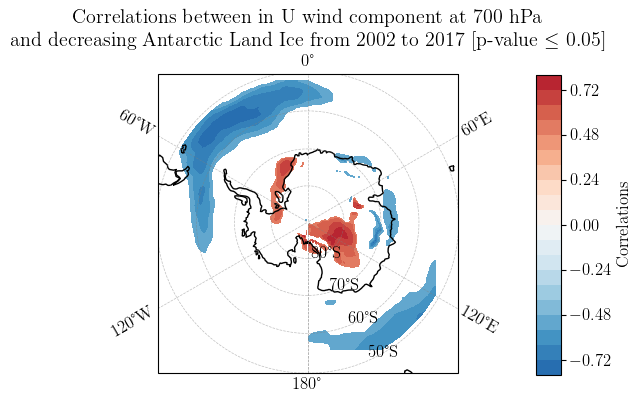 Correlations between in U wind component at 700 hPa
and decreasing Antarctic Land Ice from 2002 to 2017 [p-value ≤ 0.05]
0°
60°W
60°E
0.72
0.48
0.24
0.00
−0.24
−0.48
−0.72
Correlations
80°S
70°S
60°S
50°S
120°W
120°E
180°